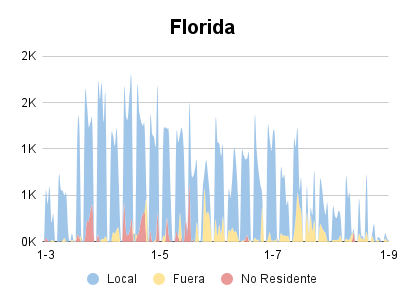 Florida
2K
2K
1K
1K
0K
1-3 1-5 1-7 1-9
Local Fuera No Residente